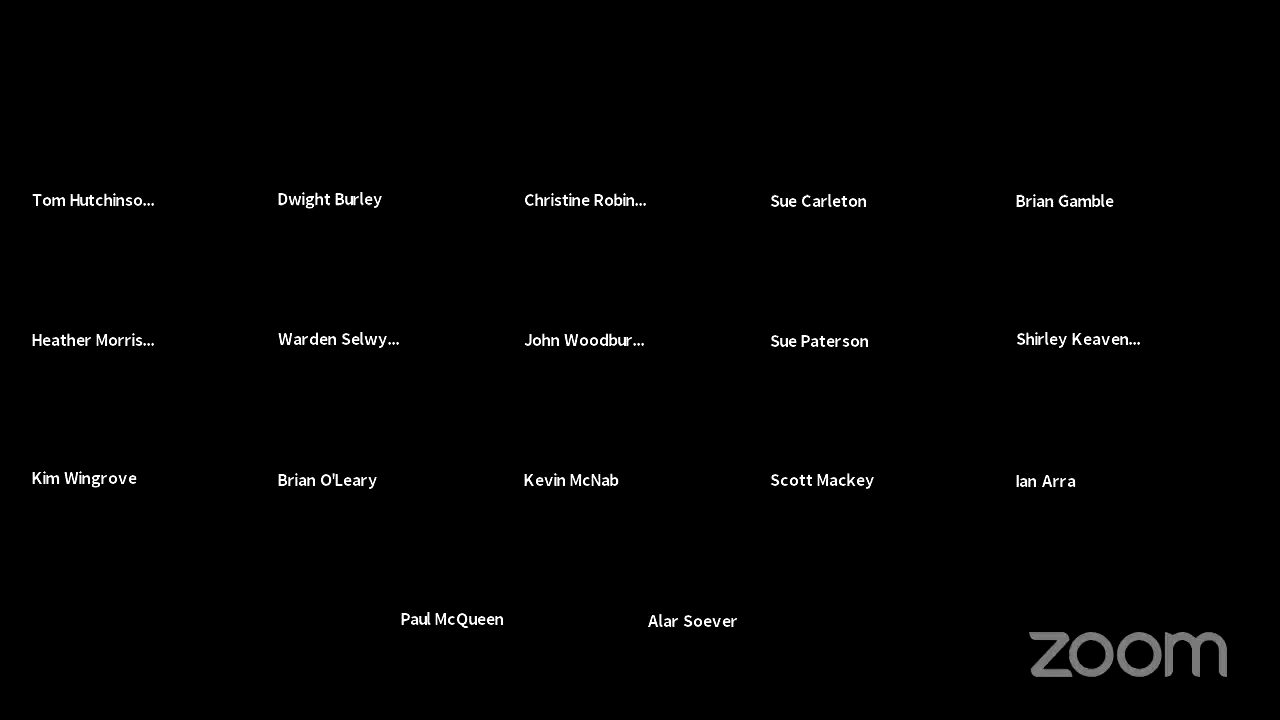 Tom Hutchinso... Dwight Burley Christine Robin... Sue Carleton Brian Gamble
Heather Morris... Warden Selwy... John Woodbur... Sue Paterson Shirley Keaven...
Kim Wingrove Brian O'Leary Kevin McNab Scott Mackey Ian Arra
Paul McQueen Alar Soever
zoom